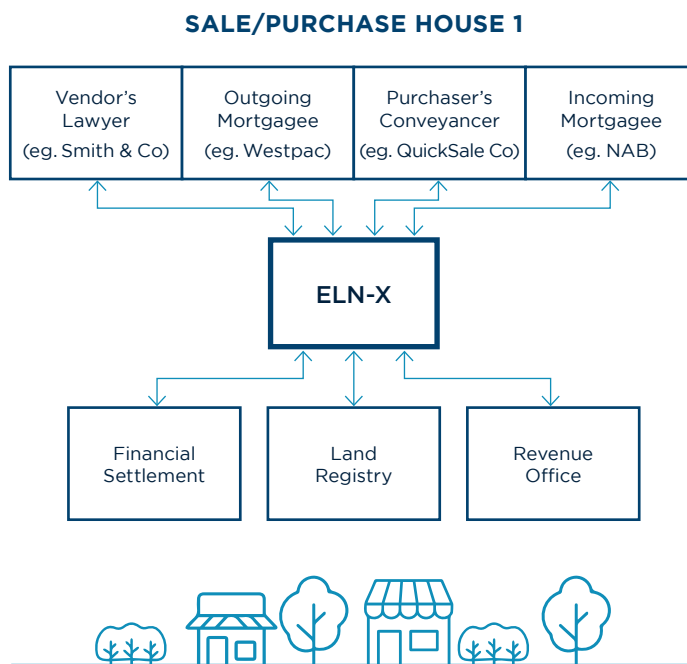 SALE/PURCHASE HOUSE 1
Vendor's
Lawyer
(eg. Smith & Co)
Outgoing
Mortgagee
(eg. Westpac)
Purchaser's
Conveyancer
(eg. QuickSale Co)
Incoming
Mortgagee
(eg. NAB)
ELN-X
Financial
Settlement
Land
Registry
Revenue
Office